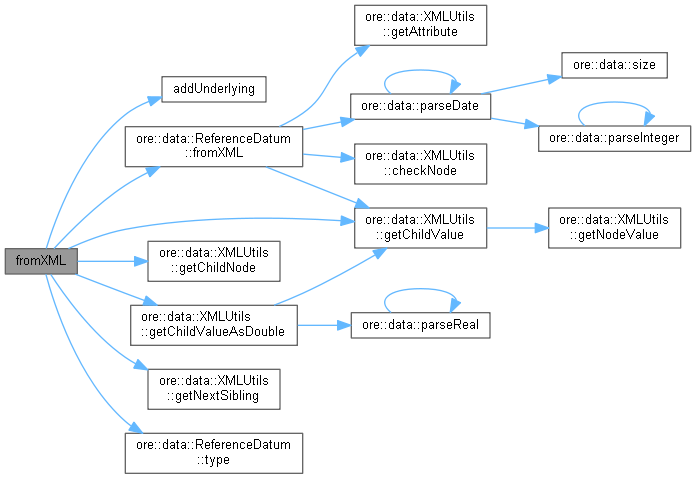 fromXML
addUnderlying
ore::data::ReferenceDatum
::fromXML
ore::data::XMLUtils
::getChildNode
ore::data::XMLUtils
::getChildValueAsDouble
ore::data::XMLUtils
::getNextSibling
ore::data::ReferenceDatum
::type
ore::data::XMLUtils
::getAttribute
ore::data::parseDate
ore::data::XMLUtils
::checkNode
ore::data::XMLUtils
::getChildValue
ore::data::parseReal
ore::data::size
ore::data::parseInteger
ore::data::XMLUtils
::getNodeValue